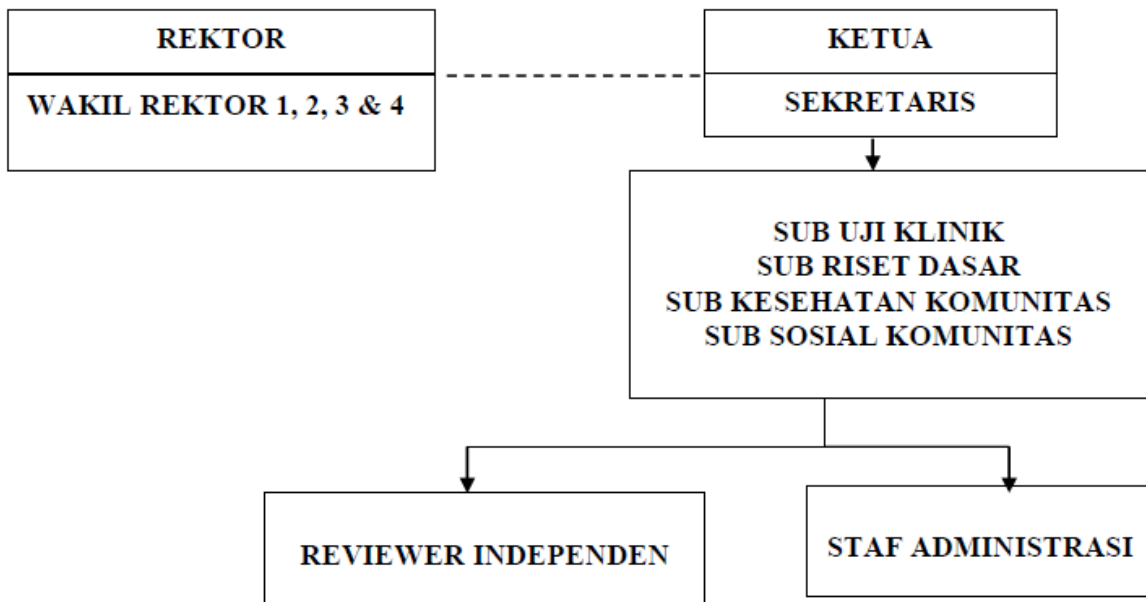 REKTOR
WAKIL REKTOR 1, 2, 3 & 4
KETUA
SEKRETARIS
SUB UJI KLINIK
SUB RISET DASAR
SUB KESEHATAN KOMUNITAS
SUB SOSIAL KOMUNITAS
REVIEWER INDEPENDEN
STAF ADMINISTRASI